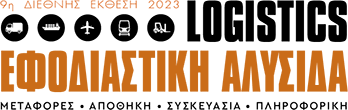 9η ΔΙΕΘΝΗΣ ΕΚΘΕΣΗ 2023
LOGISTICS
ΕΦΟΔΙΑΣΤΙΚΗ ΑΛΥΣΙΔΑ
ΜΕΤΑΦΟΡΕΣ • ΑΠΟΘΗΚΗ • ΣΥΣΚΕΥΑΣΙΑ • ΠΛΗΡΟΦΟΡΙΚΗ